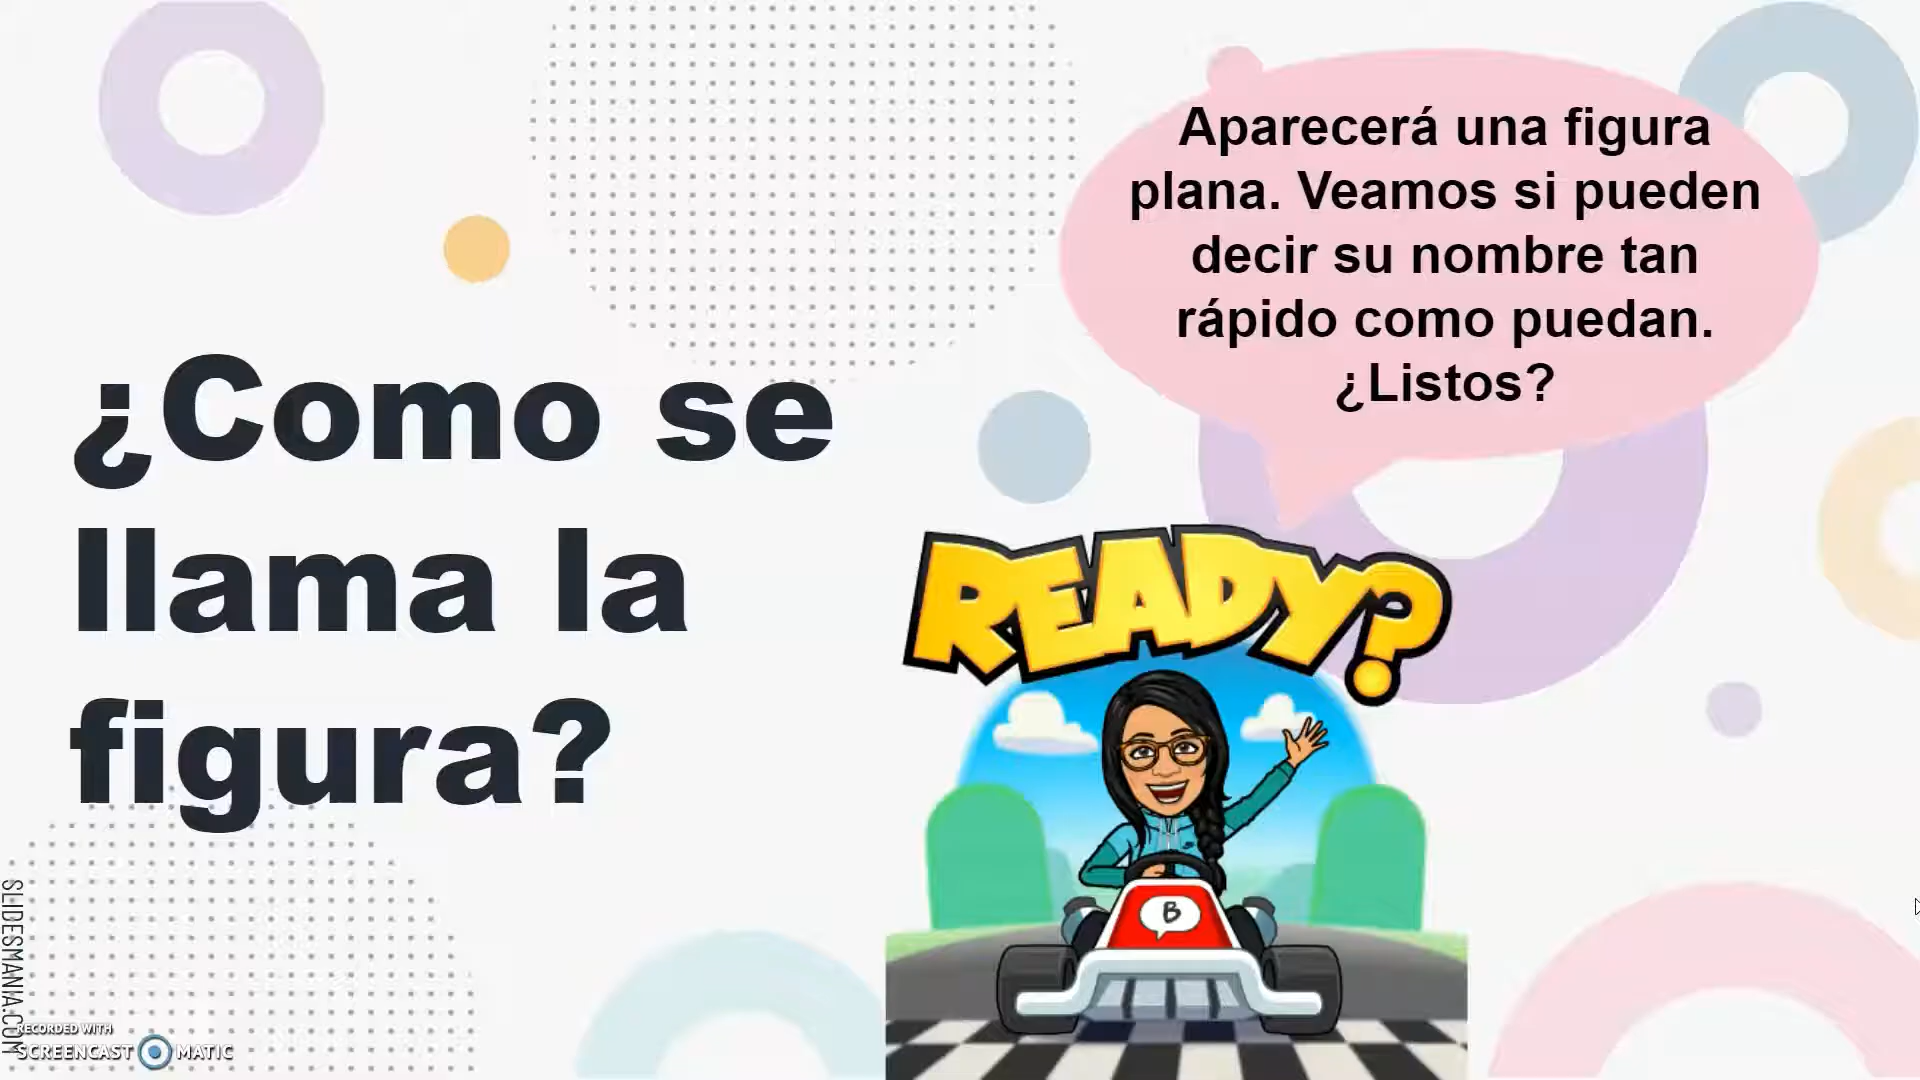 Aparecerá una figura
plana. Veamos si pueden
decir su nombre tan
rápido como puedan.
¿Listos?
¿Como se
llama la
figura?
READY?
B
SLIDESMANIA.COM
RECORDED WITH
SCREENCAST MATIC